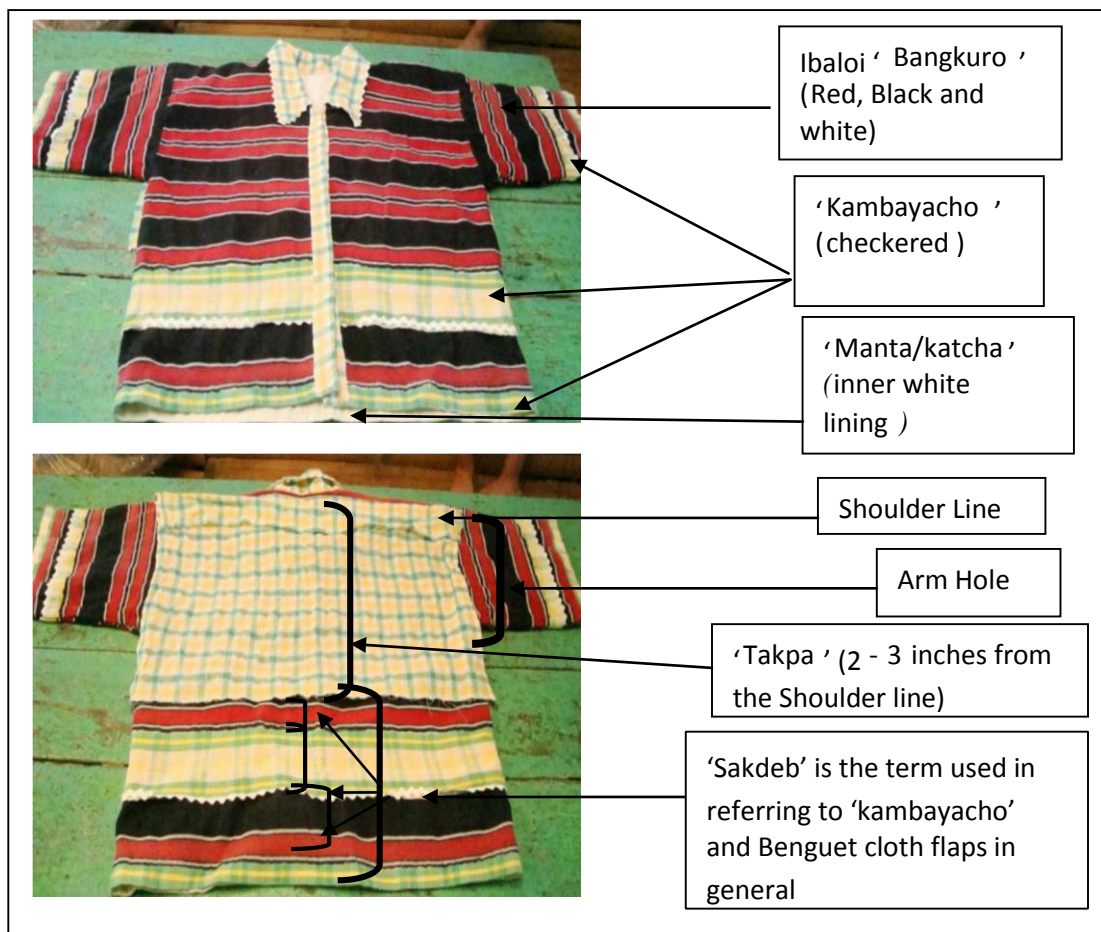 Ibaloi ‘ Bangkuro ’
(Red, Black and
white)
‘Kambayacho ’
(checkered )
‘Manta/katcha’
(inner white
lining )
Shoulder Line
Arm Hole
‘Takpa ’ (2 - 3 inches from
the Shoulder line)
‘Sakdeb’ is the term used in
referring to ‘kambayacho’
and Benguet cloth flaps in
general